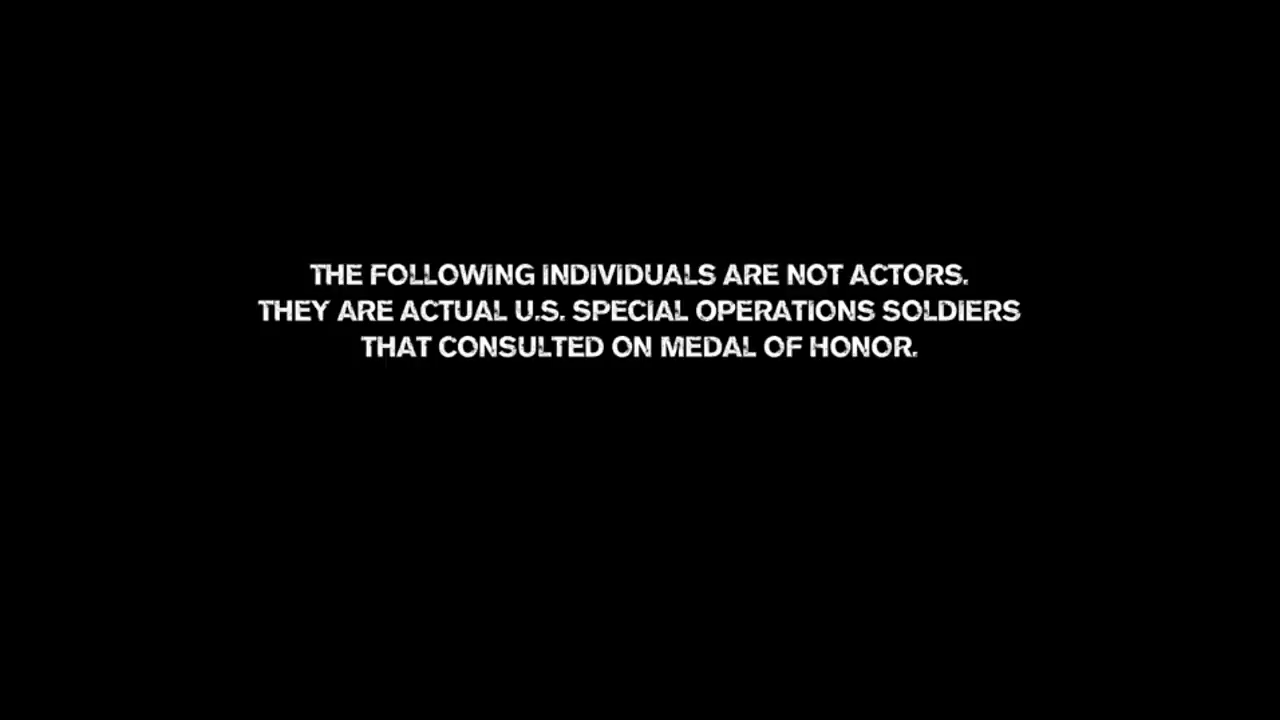 THE FOLLOWING INDIVIDUALS ARE NOT ACTORS.
THEY ARE ACTUAL U.S. SPECIAL OPERATIONS SOLDIERS
THAT CONSULTED ON MEDAL OF HONOR.